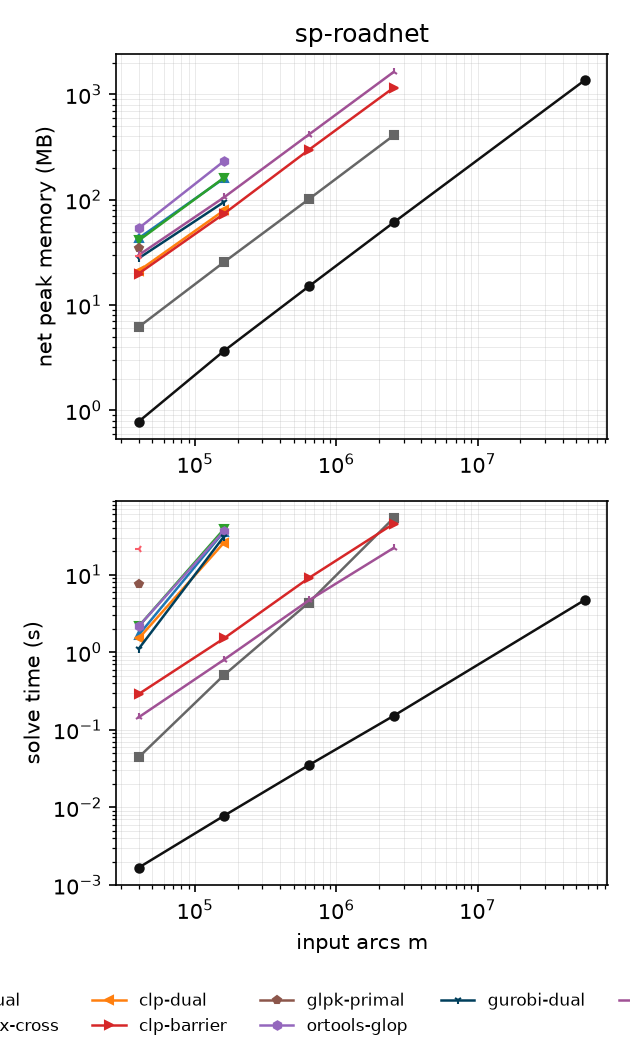 sp-roadnet
net peak memory (MB)
10³
10²
10¹
10⁰
10⁵ 10⁶ 10⁷
solve time (s)
10¹
10⁰
10⁻¹
10⁻²
10⁻³
10⁵ 10⁶ 10⁷
input arcs m
ual clp-dual glpk-primal gurobi-dual
x-cross clp-barrier ortools-glop